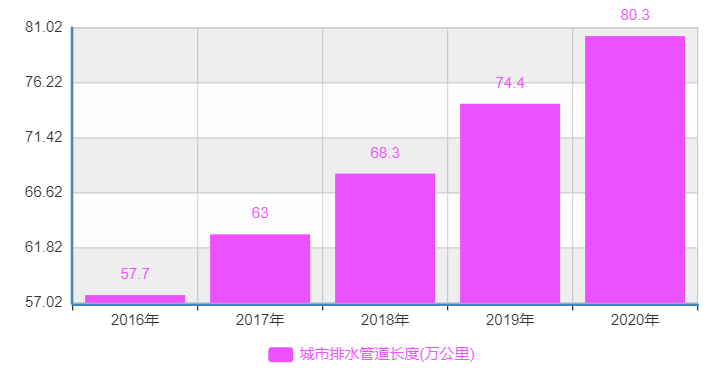 81.02
76.22
71.42
66.62
61.82
57.02
57.7
63
68.3
74.4
80.3
2016年
2017年
2018年
2019年
2020年
城市排水管道长度(万公里)